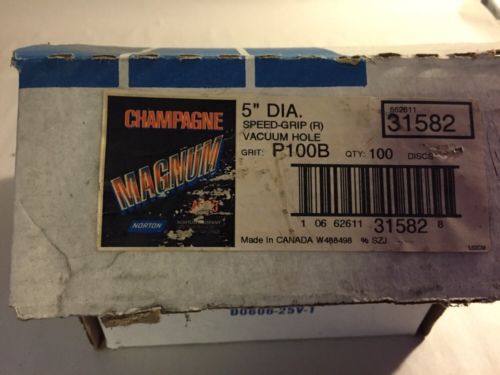 CHAMPAGNE
MAGNUM
NORTON
5" DIA.
SPEED-GRIP (R)
VACUUM HOLE
GRIT: P100B QTY: 100 DISCS
662611
31582
1 06 62611 31582 8
Made in CANADA W488498 % SZJ
D0606-25V-1